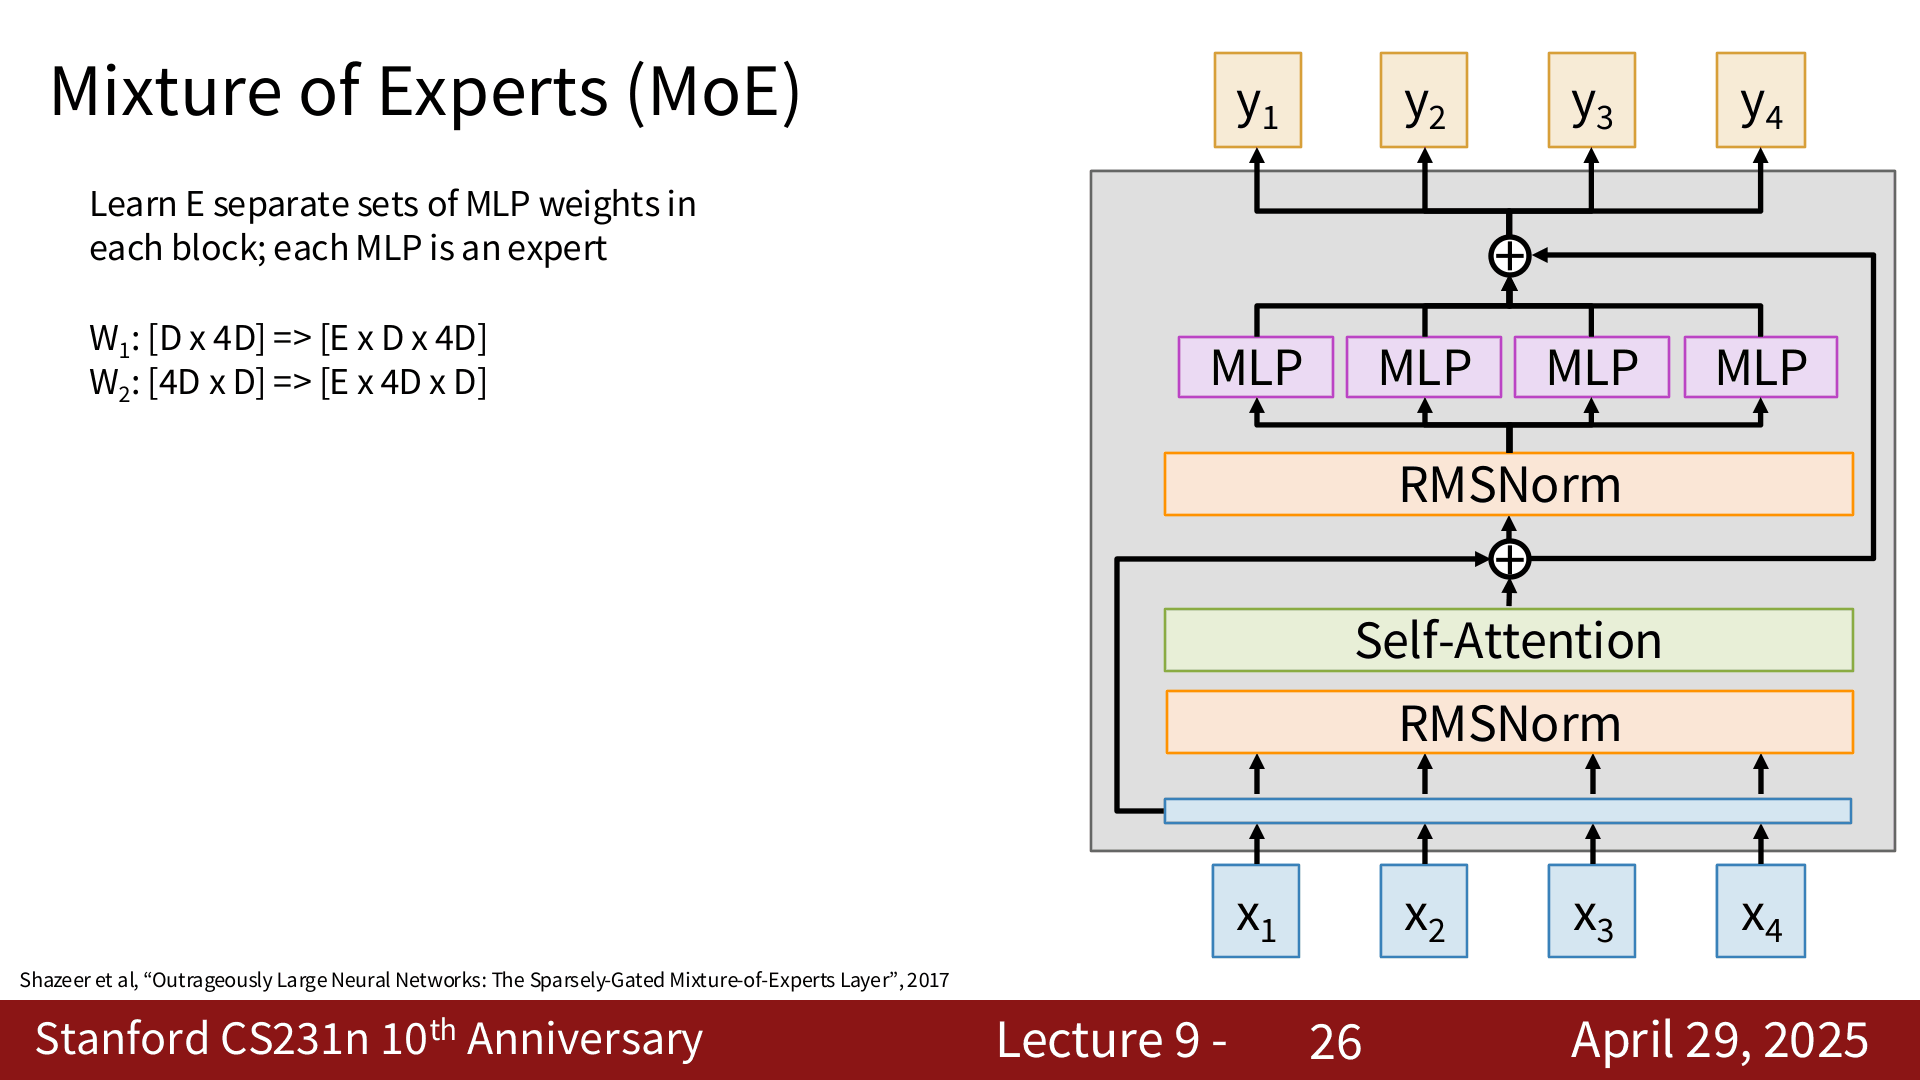 Mixture of Experts (MoE)
Learn E separate sets of MLP weights in
each block; each MLP is an expert
W₁: [D x 4D] => [E x D x 4D]
W₂: [4D x D] => [E x 4D x D]
y₁ y₂ y₃ y₄
MLP MLP MLP MLP
RMSNorm
Self-Attention
RMSNorm
x₁ x₂ x₃ x₄
Shazeer et al, “Outrageously Large Neural Networks: The Sparsely-Gated Mixture-of-Experts Layer”, 2017
Stanford CS231n 10th Anniversary Lecture 9 - 26 April 29, 2025